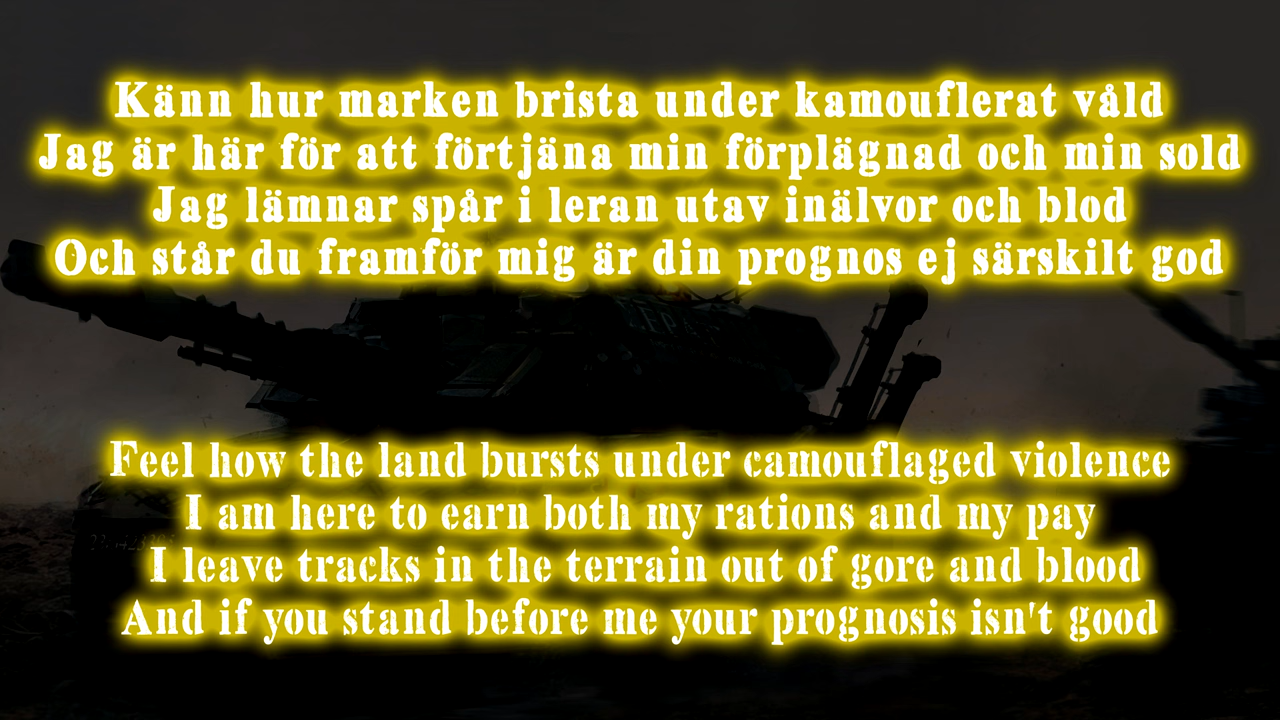 Känn hur marken brista under kamouflerat våld
Jag är här för att förtjäna min förplägnad och min sold
Jag lämnar spår i leran utav inälvor och blod
Och står du framför mig är din prognos ej särskilt god
Feel how the land bursts under camouflaged violence
I am here to earn both my rations and my pay
I leave tracks in the terrain out of gore and blood
And if you stand before me your prognosis isn't good